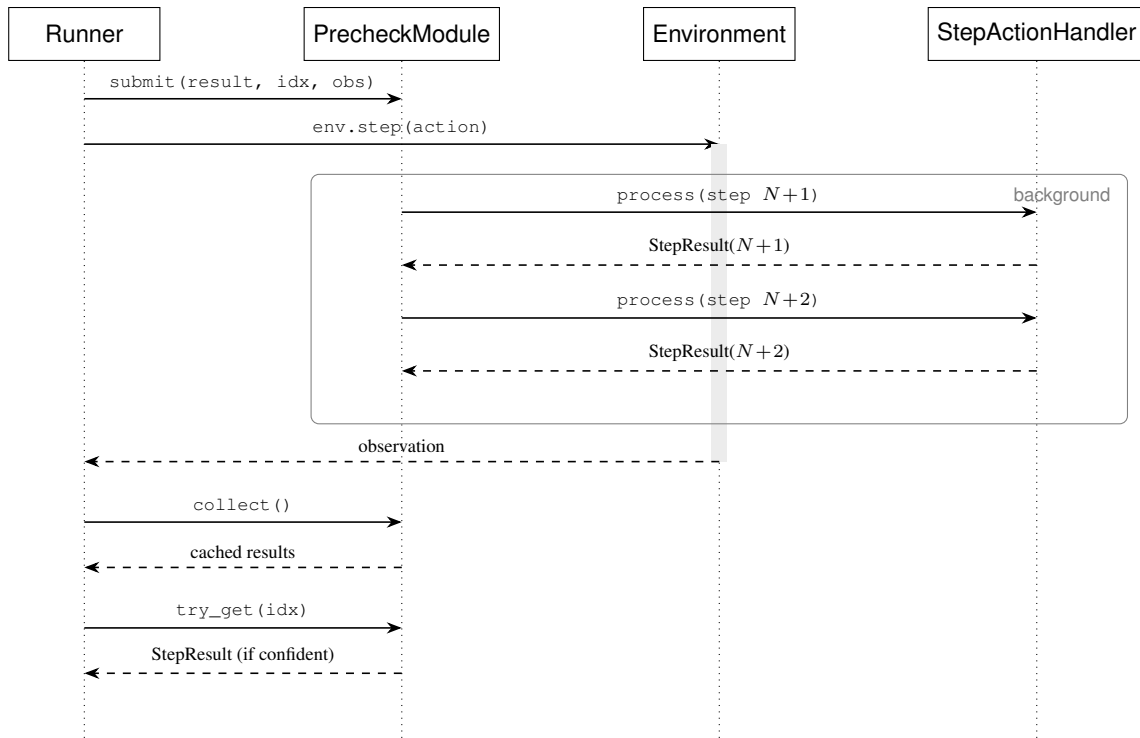 Runner
PrecheckModule
Environment
StepActionHandler
submit(result, idx, obs)
env.step(action)
process(step N+1)
background
StepResult(N+1)
process(step N+2)
StepResult(N+2)
observation
collect()
cached results
try_get(idx)
StepResult (if confident)